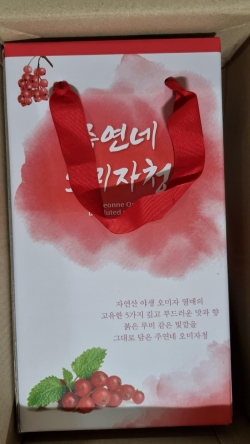 주연네
오미자청
자연산 야생 오미자 열매의
고유한 5가지 깊고 부드러운 맛과 향
붉은 루비 같은 빛깔을
그대로 담은 주연네 오미자청